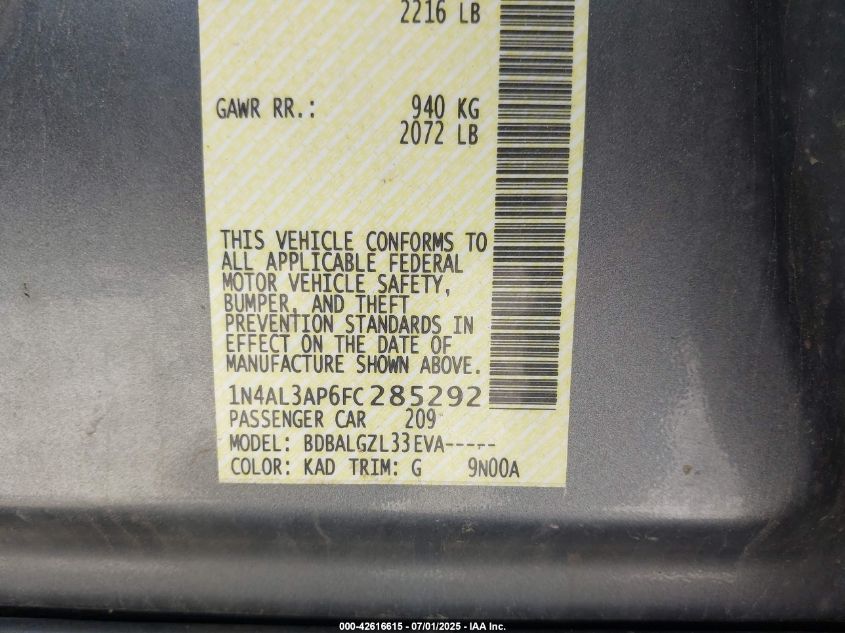 2216 LB
GAWR RR.: 940 KG
2072 LB
THIS VEHICLE CONFORMS TO
ALL APPLICABLE FEDERAL
MOTOR VEHICLE SAFETY,
BUMPER, AND THEFT
PREVENTION STANDARDS IN
EFFECT ON THE DATE OF
MANUFACTURE SHOWN ABOVE.
1N4AL3AP6FC285292
PASSENGER CAR 209
MODEL: BDBALGZL33EVA-----
COLOR: KAD TRIM: G 9N00A
000-42616615 - 07/01/2025 - IAA Inc.